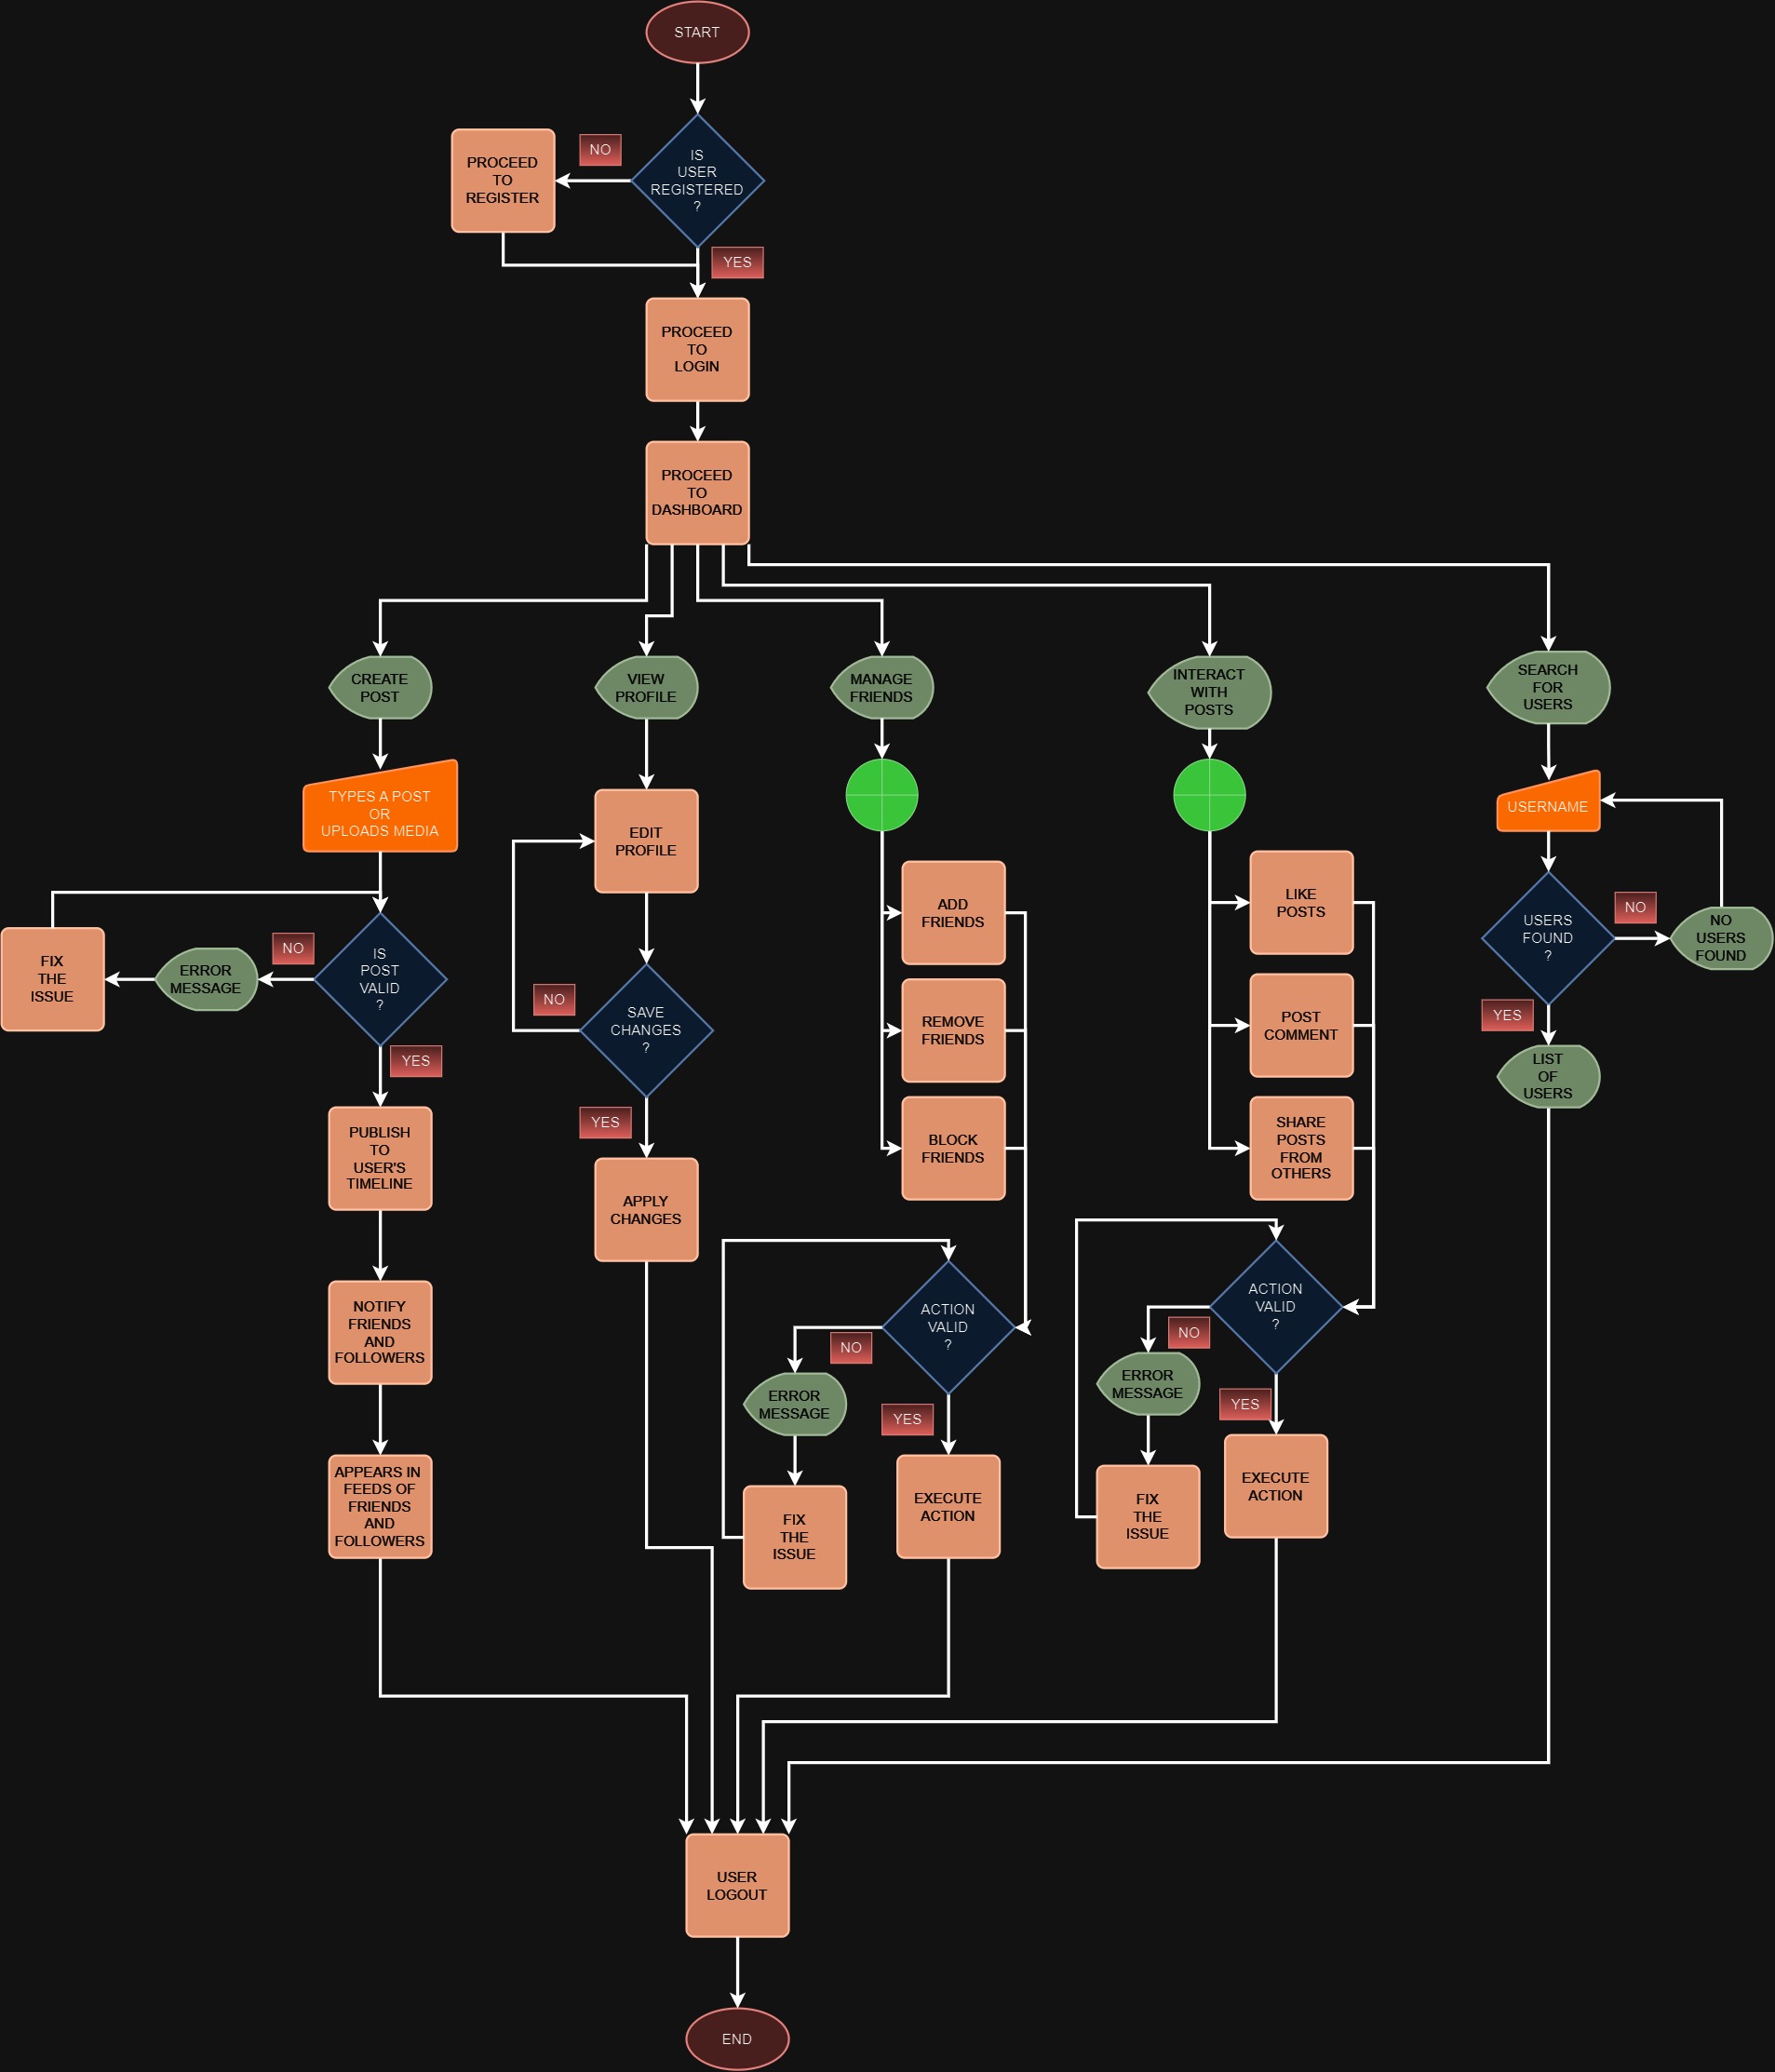 START
IS
USER
REGISTERED
?
NO
PROCEED
TO
REGISTER
YES
PROCEED
TO
LOGIN
PROCEED
TO
DASHBOARD
CREATE
POST
VIEW
PROFILE
MANAGE
FRIENDS
INTERACT
WITH
POSTS
SEARCH
FOR
USERS
TYPES A POST
OR
UPLOADS MEDIA
IS
POST
VALID
?
NO
ERROR
MESSAGE
FIX
THE
ISSUE
YES
PUBLISH
TO
USER'S
TIMELINE
NOTIFY
FRIENDS
AND
FOLLOWERS
APPEARS IN
FEEDS OF
FRIENDS
AND
FOLLOWERS
EDIT
PROFILE
SAVE
CHANGES
?
NO
YES
APPLY
CHANGES
ADD
FRIENDS
REMOVE
FRIENDS
BLOCK
FRIENDS
ACTION
VALID
?
NO
ERROR
MESSAGE
FIX
THE
ISSUE
YES
EXECUTE
ACTION
LIKE
POSTS
POST
COMMENT
SHARE
POSTS
FROM
OTHERS
ACTION
VALID
?
NO
ERROR
MESSAGE
FIX
THE
ISSUE
YES
EXECUTE
ACTION
USERNAME
USERS
FOUND
?
NO
NO
USERS
FOUND
YES
LIST
OF
USERS
USER
LOGOUT
END